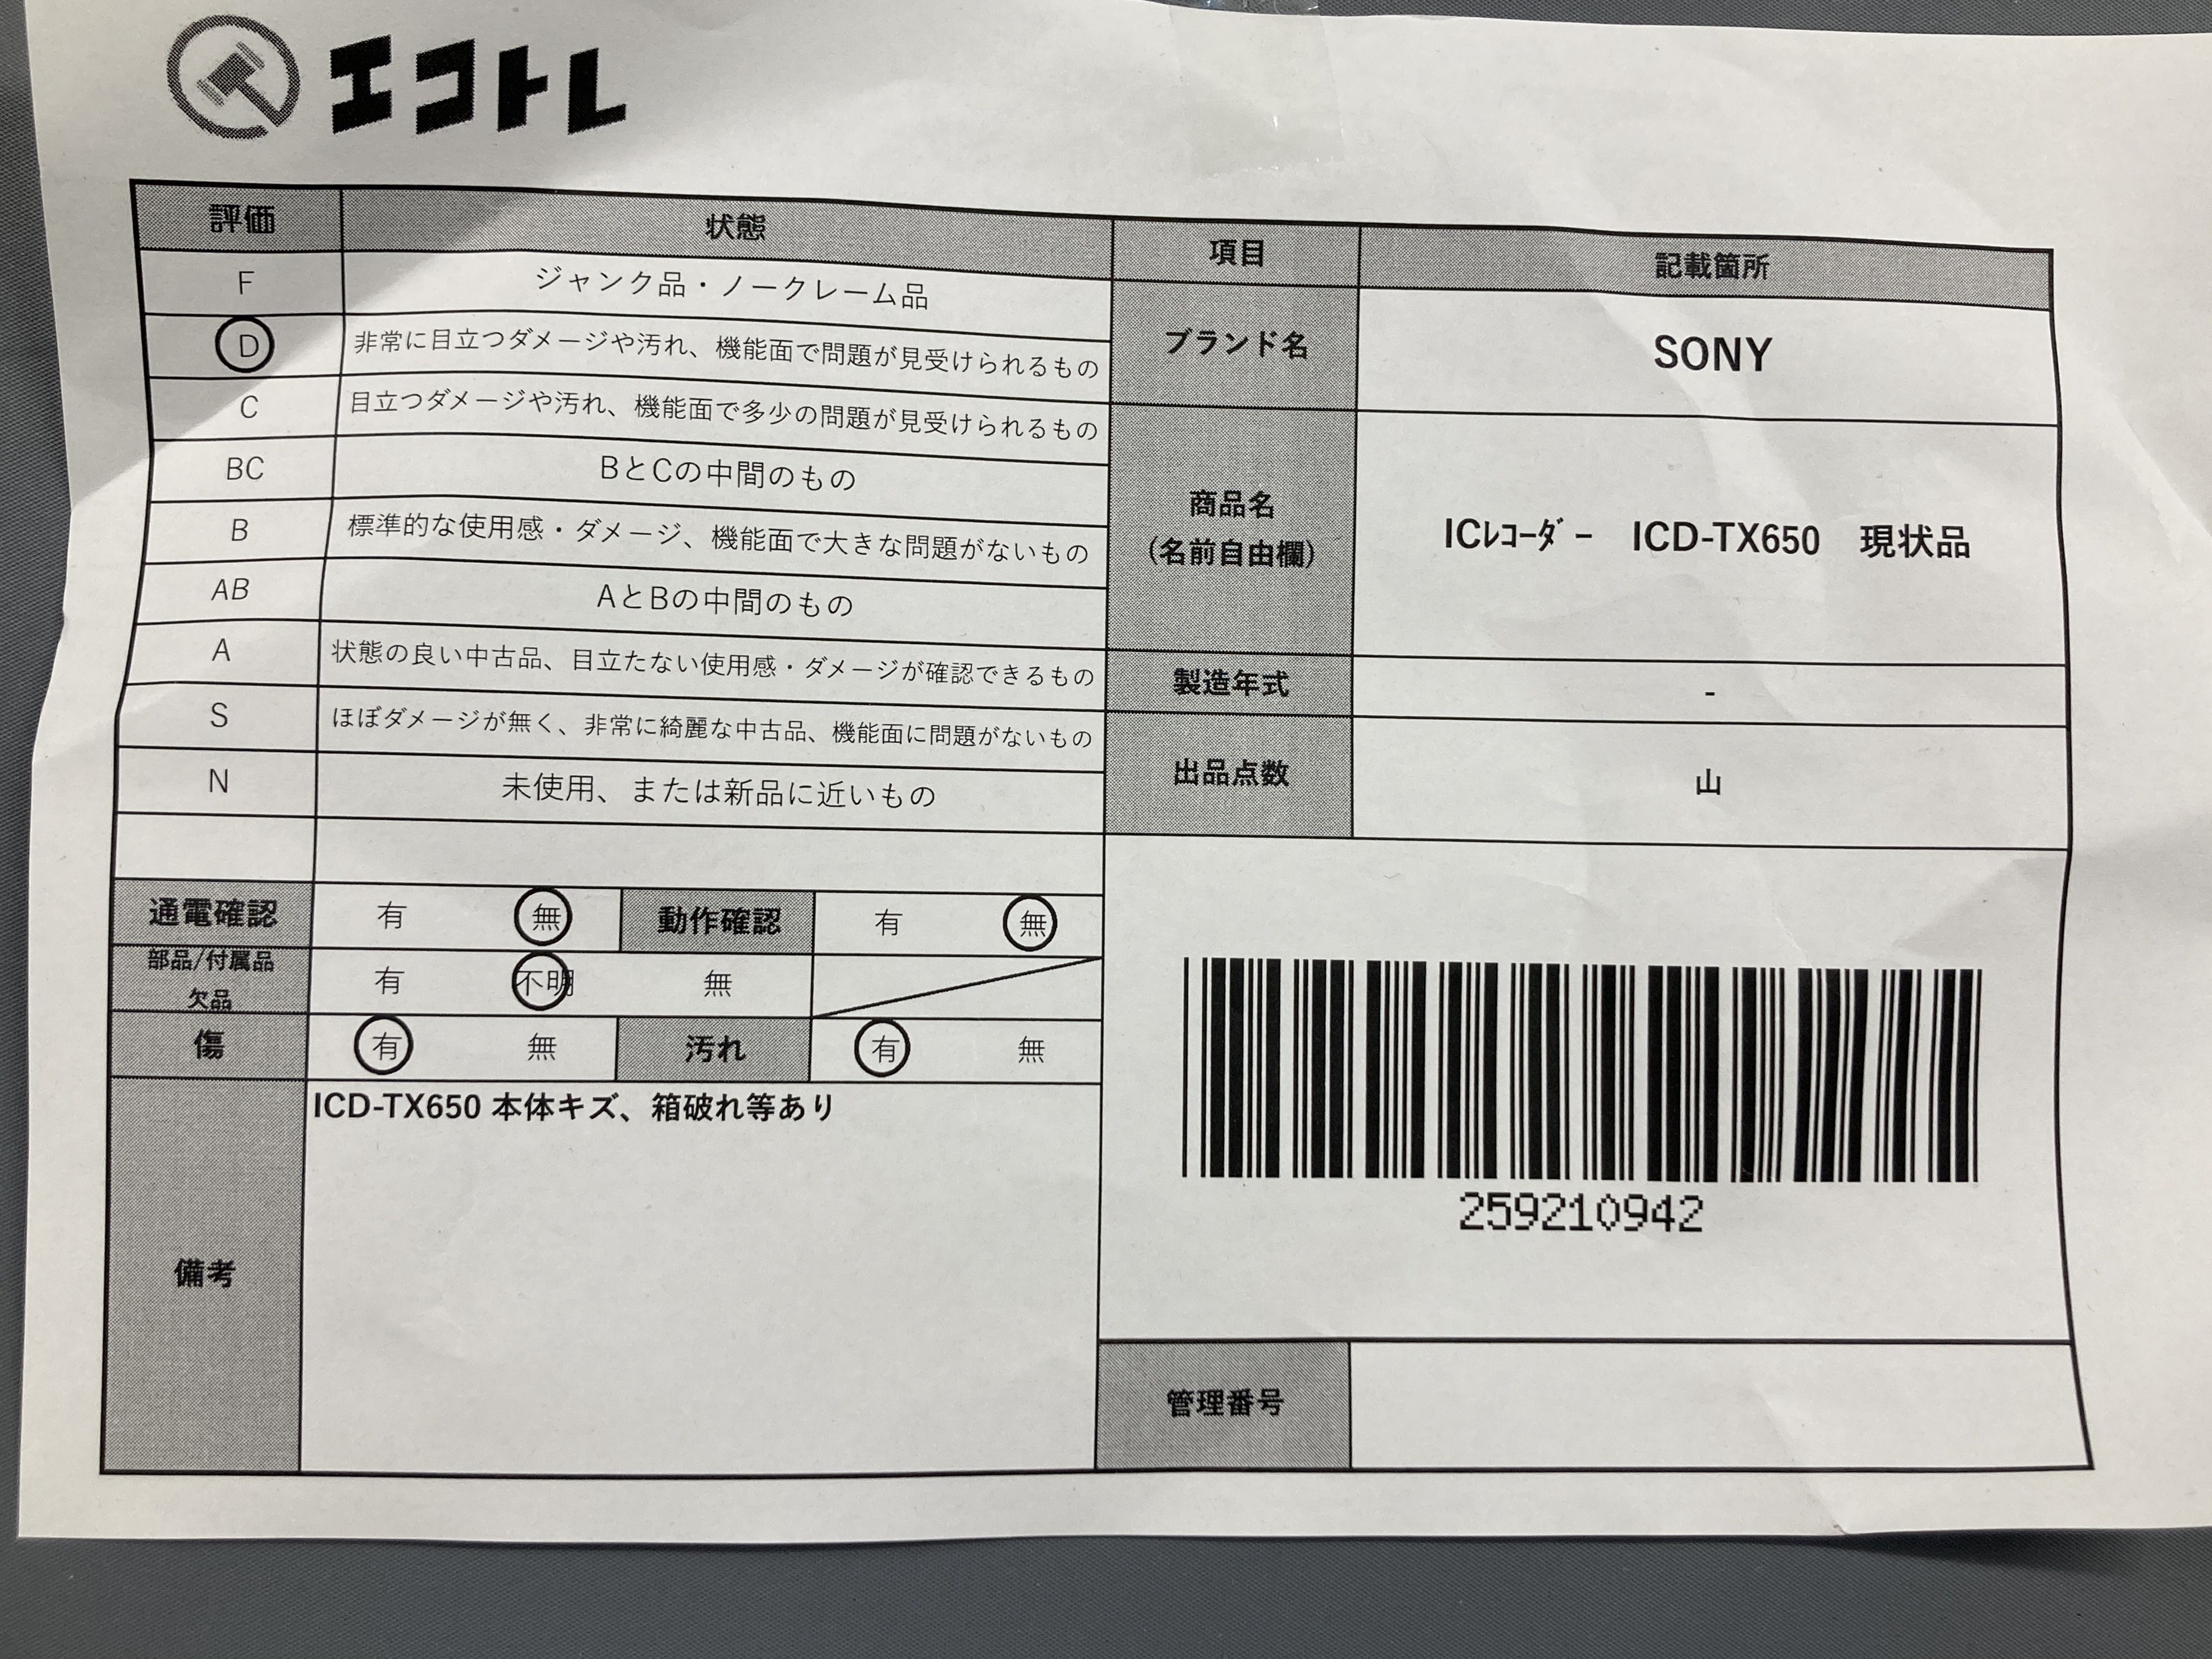 エコトレ
評価 状態
F ジャンク品・ノークレーム品
D 非常に目立つダメージや汚れ、機能面で問題が見受けられるもの
C 目立つダメージや汚れ、機能面で多少の問題が見受けられるもの
BC BとCの中間のもの
B 標準的な使用感・ダメージ、機能面で大きな問題がないもの
AB AとBの中間のもの
A 状態の良い中古品、目立たない使用感・ダメージが確認できるもの
S ほぼダメージが無く、非常に綺麗な中古品、機能面に問題がないもの
N 未使用、または新品に近いもの
通電確認 有 無 動作確認 有 無
部品/付属品
欠品 有 不明 無
傷 有 無 汚れ 有 無
備考 ICD-TX650 本体キズ、箱破れ等あり
項目 記載箇所
ブランド名 SONY
商品名
(名前自由欄) ICﾚｺｰﾀﾞｰ ICD-TX650 現状品
製造年式 -
出品点数 山
259210942
管理番号